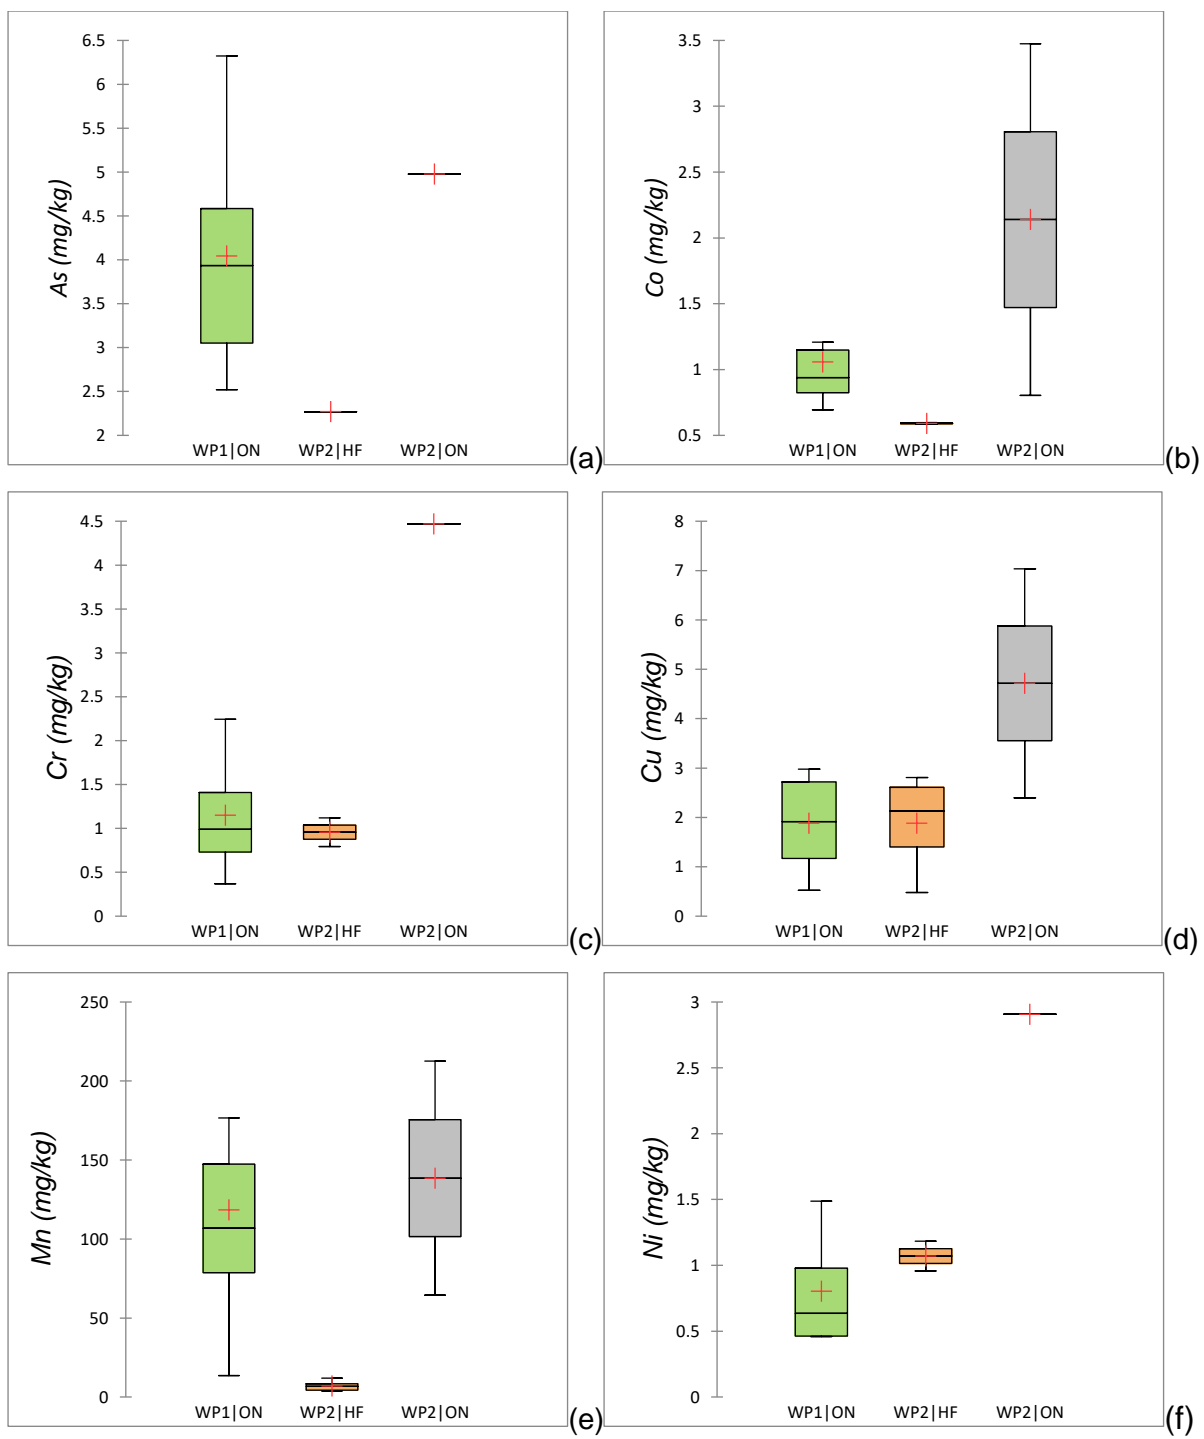 6.5
6
5.5
5
4.5
4
3.5
3
2.5
2
As (mg/kg)
WP1|ON WP2|HF WP2|ON
(a)
3.5
3
2.5
2
1.5
1
0.5
Co (mg/kg)
WP1|ON WP2|HF WP2|ON
(b)
4.5
4
3.5
3
2.5
2
1.5
1
0.5
0
Cr (mg/kg)
WP1|ON WP2|HF WP2|ON
(c)
8
7
6
5
4
3
2
1
0
Cu (mg/kg)
WP1|ON WP2|HF WP2|ON
(d)
250
200
150
100
50
0
Mn (mg/kg)
WP1|ON WP2|HF WP2|ON
(e)
3
2.5
2
1.5
1
0.5
0
Ni (mg/kg)
WP1|ON WP2|HF WP2|ON
(f)